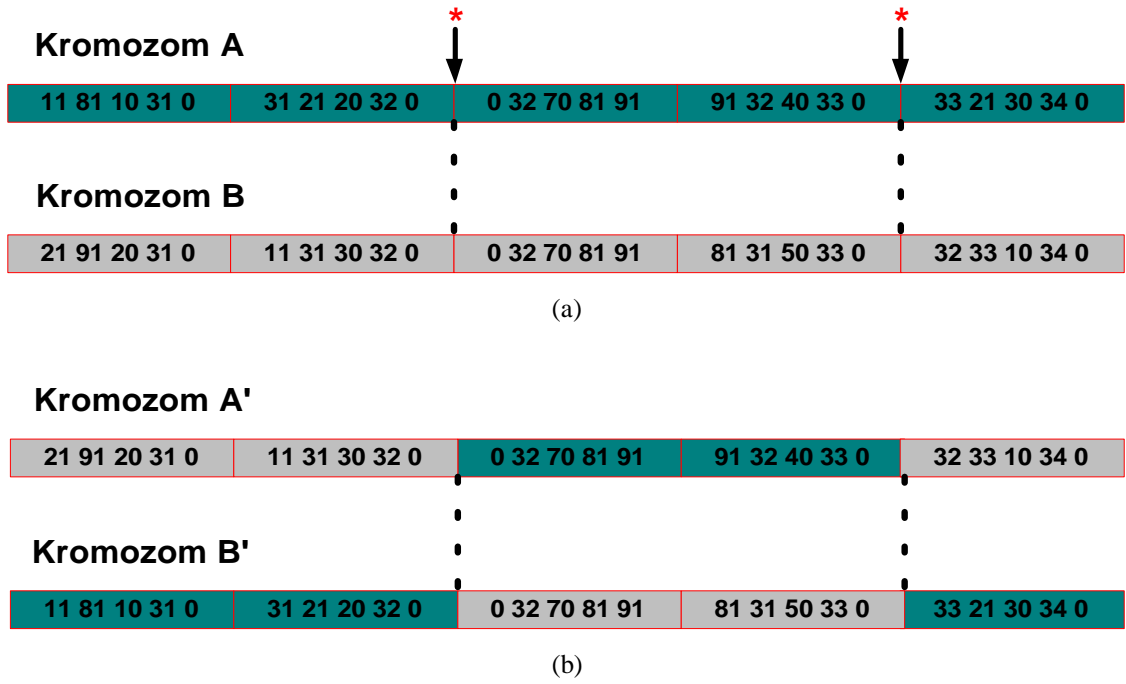 * *
Kromozom A
11 81 10 31 0 31 21 20 32 0 0 32 70 81 91 91 32 40 33 0 33 21 30 34 0
Kromozom B
21 91 20 31 0 11 31 30 32 0 0 32 70 81 91 81 31 50 33 0 32 33 10 34 0
(a)
Kromozom A'
21 91 20 31 0 11 31 30 32 0 0 32 70 81 91 91 32 40 33 0 32 33 10 34 0
Kromozom B'
11 81 10 31 0 31 21 20 32 0 0 32 70 81 91 81 31 50 33 0 33 21 30 34 0
(b)